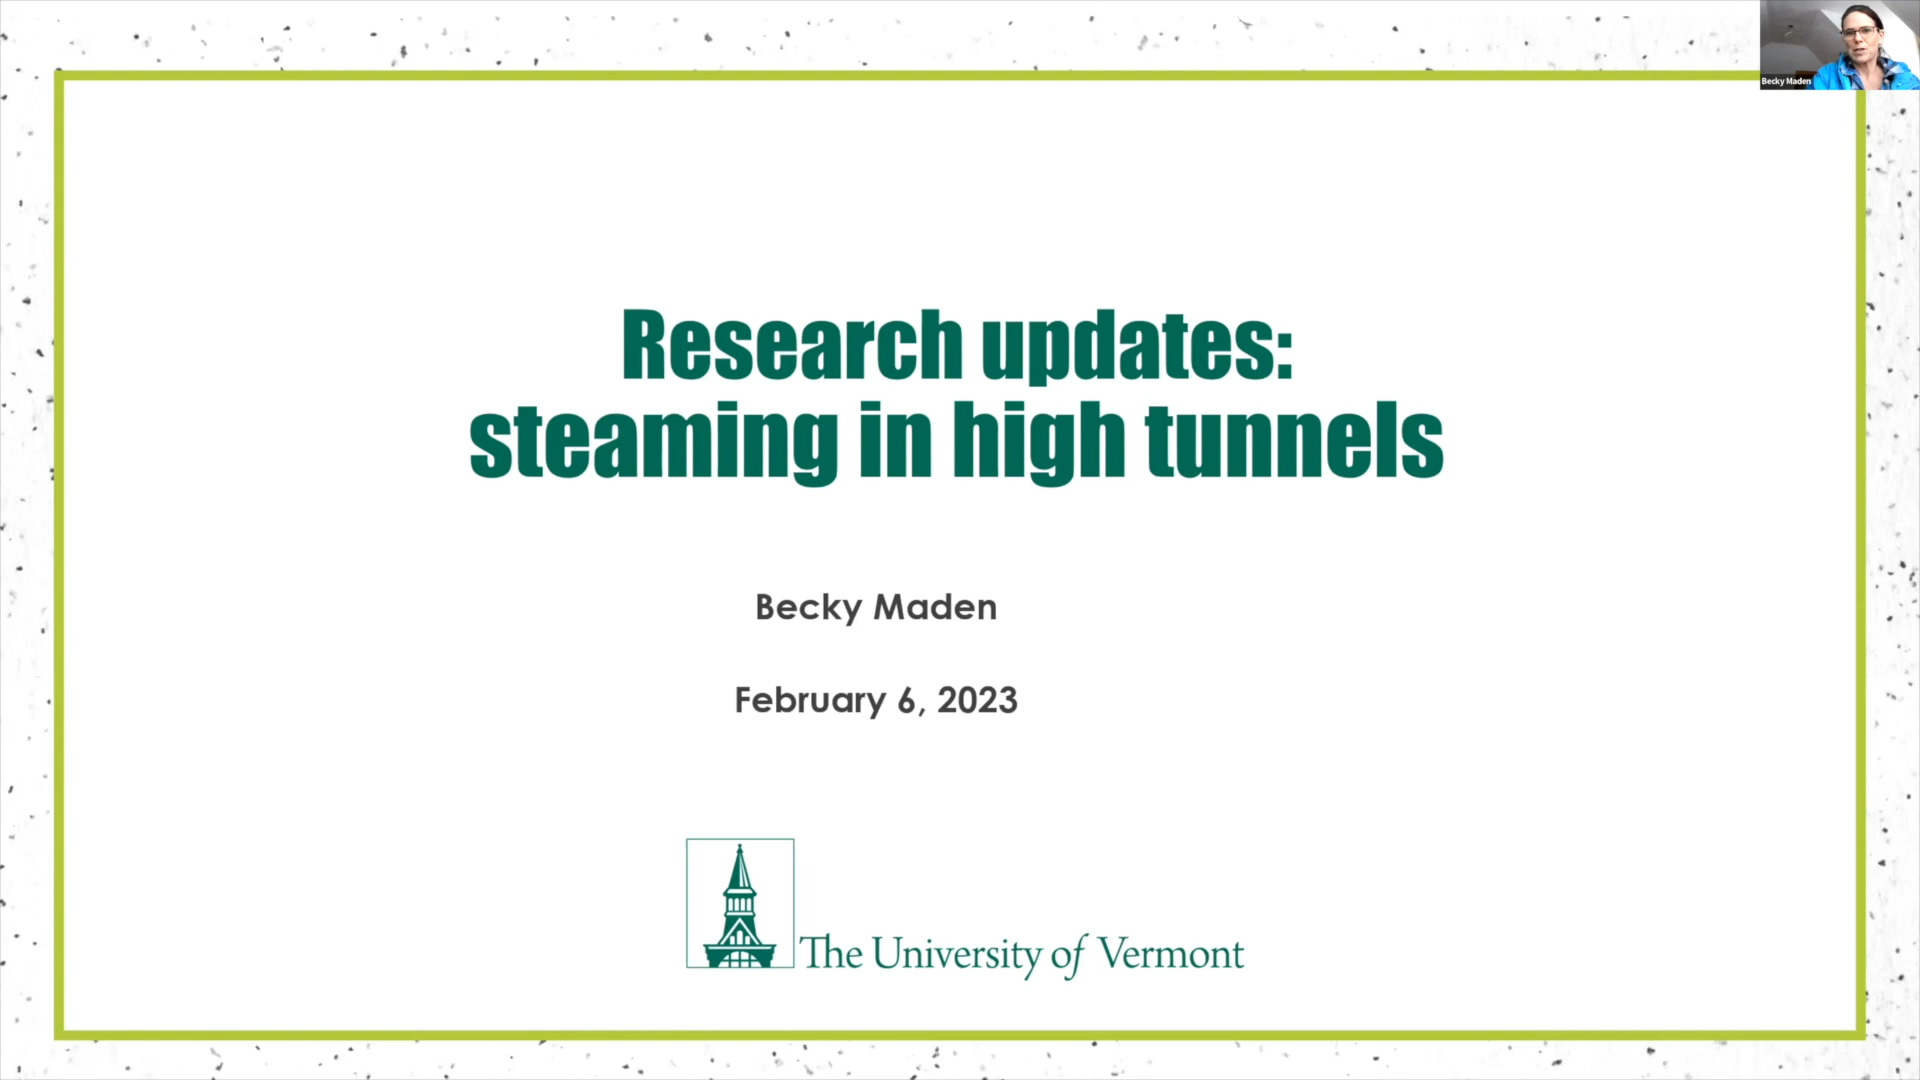 Becky Maden
Research updates:
steaming in high tunnels
Becky Maden
February 6, 2023
The University of Vermont